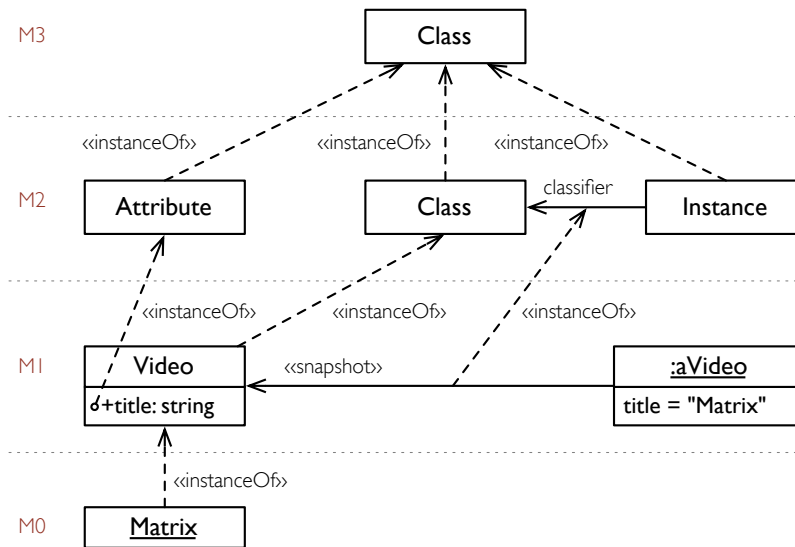 M3
Class
«instanceOf»
«instanceOf»
«instanceOf»
M2
Attribute
Class
classifier
Instance
«instanceOf»
«instanceOf»
«instanceOf»
M1
Video
«snapshot»
:aVideo
+title: string
title = "Matrix"
«instanceOf»
M0
Matrix